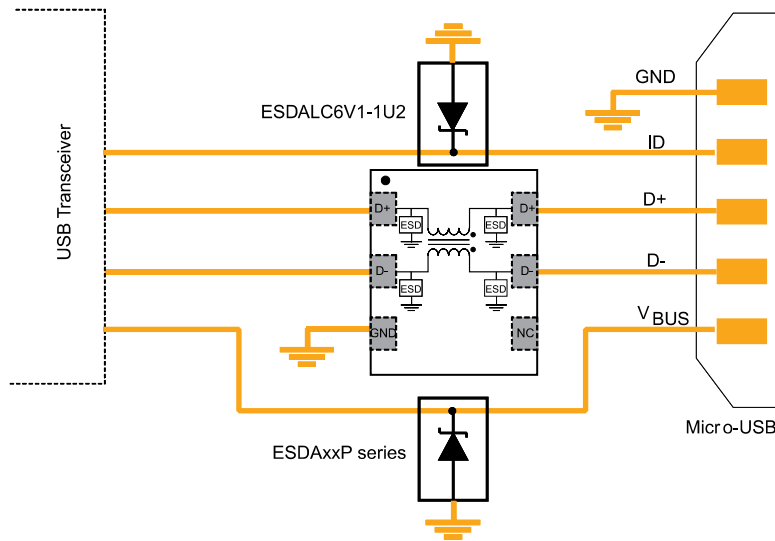 GND
ESDALC6V1-1U2
ID
USB Transceiver
D+
D+
D+
ESD
ESD
D-
D-
D-
ESD
ESD
GND
NC
VBUS
Micro-USB
ESDAxxP series